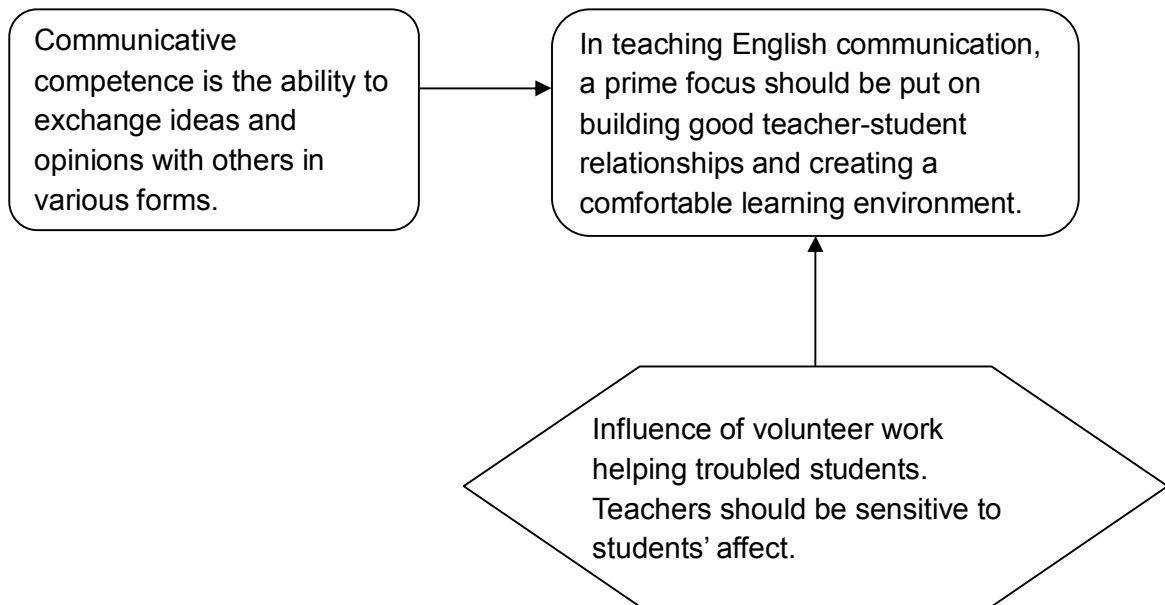 Communicative
competence is the ability to
exchange ideas and
opinions with others in
various forms.
In teaching English communication,
a prime focus should be put on
building good teacher-student
relationships and creating a
comfortable learning environment.
Influence of volunteer work
helping troubled students.
Teachers should be sensitive to
students’ affect.